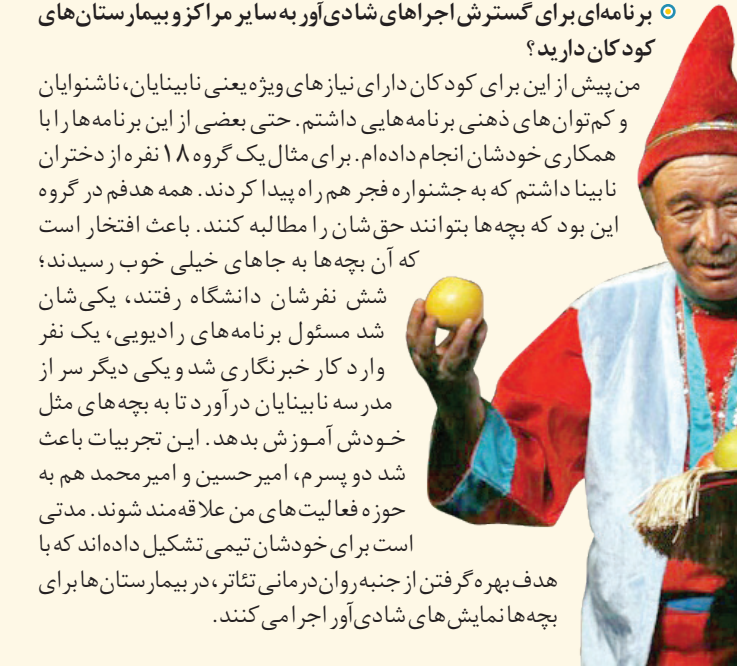 برنامه‌ای برای گسترش اجراهای شادی‌آور به سایر مراکز و بیمارستان‌های
کودکان دارید؟
من پیش از این برای کودکان دارای نیازهای ویژه یعنی نابینایان، ناشنوایان
و کم‌توان‌های ذهنی برنامه‌هایی داشتم. حتی بعضی از این برنامه‌ها را با
همکاری خودشان انجام داده‌ام. برای مثال یک گروه ۱۸ نفره از دختران
نابینا داشتم که به جشنواره فجر هم راه پیدا کردند. همه هدفم در گروه
این بود که بچه‌ها بتوانند حق‌شان را مطالبه کنند. باعث افتخار است
که آن بچه‌ها به جاهای خیلی خوب رسیدند؛
شش نفرشان دانشگاه رفتند، یکی‌شان
شد مسئول برنامه‌های رادیویی، یک نفر
وارد کار خبرنگاری شد و یکی دیگر سر از
مدرسه نابینایان درآورد تا به بچه‌های مثل
خودش آموزش بدهد. این تجربیات باعث
شد دو پسرم، امیرحسین و امیرمحمد هم به
حوزه فعالیت‌های من علاقه‌مند شوند. مدتی
است برای خودشان تیمی تشکیل داده‌اند که با
هدف بهره گرفتن از جنبه روان‌درمانی تئاتر، در بیمارستان‌ها برای
بچه‌ها نمایش‌های شادی‌آور اجرا می‌کنند.